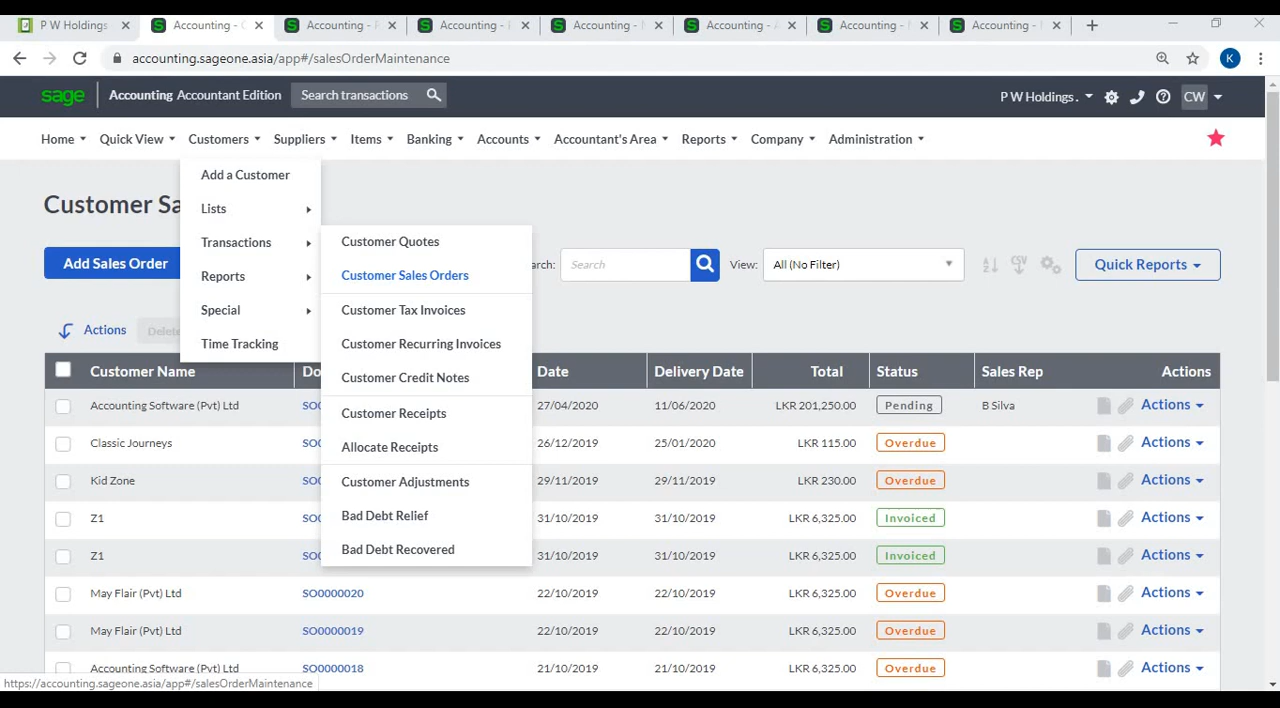 P W Holdings
Accounting - C
Accounting - 
Accounting - 
Accounting - 
Accounting - 
Accounting - 
Accounting - 
accounting.sageone.asia/app#/salesOrderMaintenance
K
sage
Accounting Accountant Edition
Search transactions
P W Holdings .
CW
Home
Quick View
Customers
Suppliers
Items
Banking
Accounts
Accountant's Area
Reports
Company
Administration
Add a Customer
Lists
Transactions
Reports
Special
Time Tracking
Customer Quotes
Customer Sales Orders
Customer Tax Invoices
Customer Recurring Invoices
Customer Credit Notes
Customer Receipts
Allocate Receipts
Customer Adjustments
Bad Debt Relief
Bad Debt Recovered
Customer Sa
Add Sales Order
arch:
Search
View:
All (No Filter)
CSV
Quick Reports
Actions
Delete
Customer Name Do Date Delivery Date Total Status Sales Rep Actions
Accounting Software (Pvt) Ltd SO0 27/04/2020 11/06/2020 LKR 201,250.00 Pending B Silva Actions
Classic Journeys SO0 26/12/2019 25/01/2020 LKR 115.00 Overdue Actions
Kid Zone SO0 29/11/2019 29/11/2019 LKR 230.00 Overdue Actions
Z1 SO0 31/10/2019 31/10/2019 LKR 6,325.00 Invoiced Actions
Z1 SO0 31/10/2019 31/10/2019 LKR 6,325.00 Invoiced Actions
May Flair (Pvt) Ltd SO0000020 22/10/2019 22/10/2019 LKR 6,325.00 Overdue Actions
May Flair (Pvt) Ltd SO0000019 22/10/2019 22/10/2019 LKR 6,325.00 Overdue Actions
Accounting Software (Pvt) Ltd SO0000018 21/10/2019 21/10/2019 LKR 6,325.00 Overdue Actions
https://accounting.sageone.asia/app#/salesOrderMaintenance